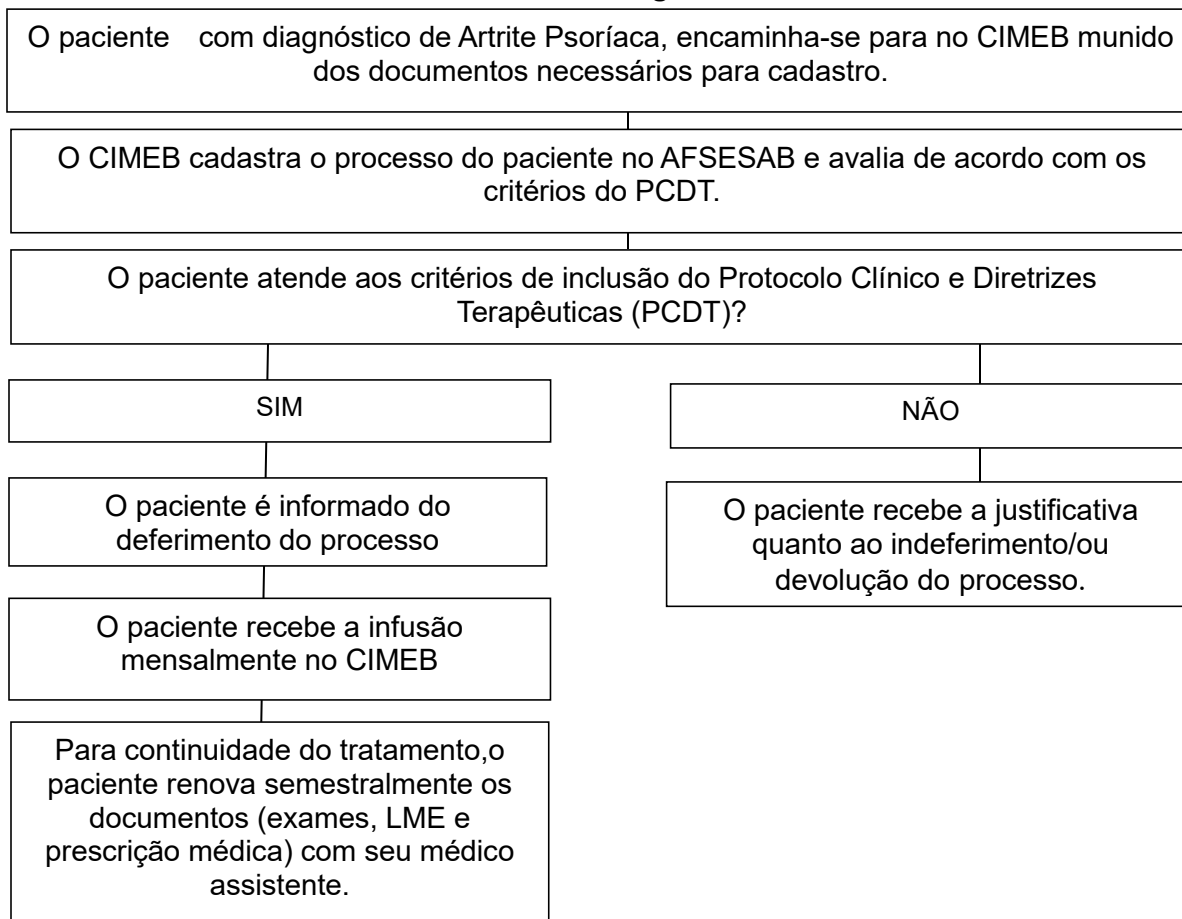 O paciente com diagnóstico de Artrite Psoríaca, encaminha-se para no CIMEB munido
dos documentos necessários para cadastro.
O CIMEB cadastra o processo do paciente no AFSESAB e avalia de acordo com os
critérios do PCDT.
O paciente atende aos critérios de inclusão do Protocolo Clínico e Diretrizes
Terapêuticas (PCDT)?
SIM
NÃO
O paciente é informado do
deferimento do processo
O paciente recebe a justificativa
quanto ao indeferimento/ou
devolução do processo.
O paciente recebe a infusão
mensalmente no CIMEB
Para continuidade do tratamento,o
paciente renova semestralmente os
documentos (exames, LME e
prescrição médica) com seu médico
assistente.